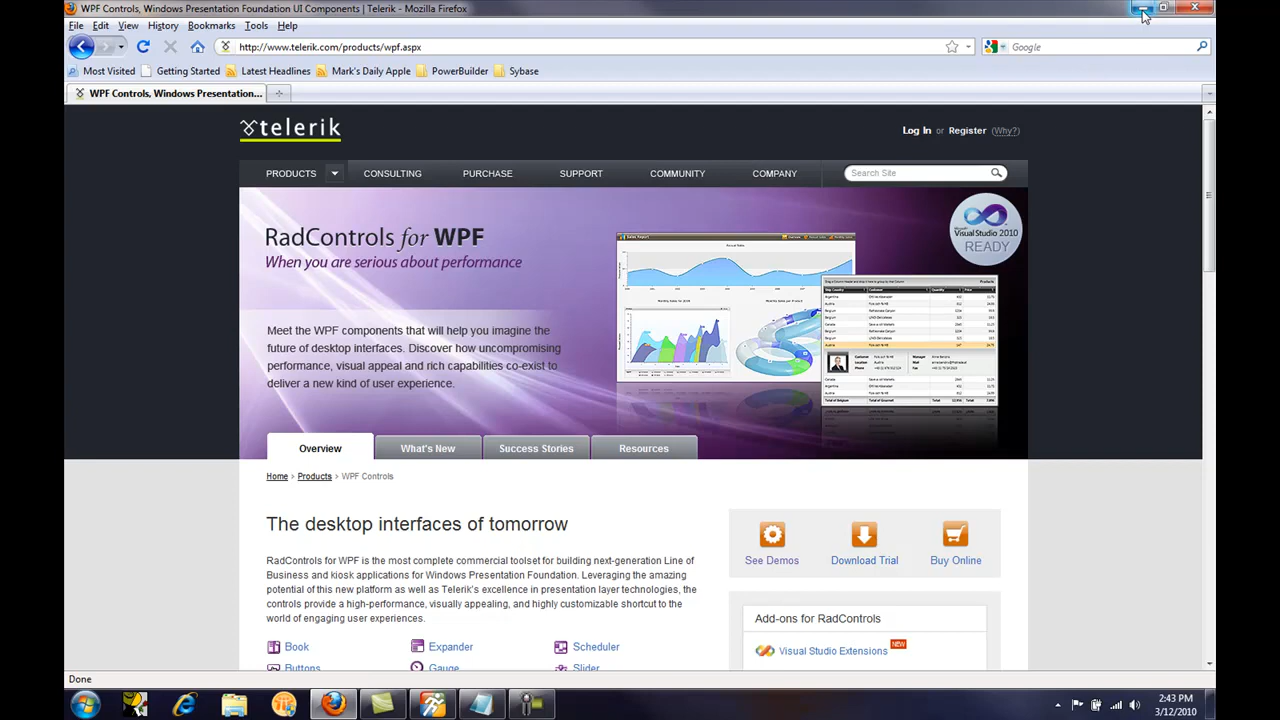 WPF Controls, Windows Presentation Foundation UI Components | Telerik - Mozilla Firefox
File Edit View History Bookmarks Tools Help
http://www.telerik.com/products/wpf.aspx
Google
Most Visited Getting Started Latest Headlines Mark's Daily Apple PowerBuilder Sybase
WPF Controls, Windows Presentation...
telerik
Log In or Register (Why?)
PRODUCTS CONSULTING PURCHASE SUPPORT COMMUNITY COMPANY Search Site
RadControls for WPF
When you are serious about performance
Microsoft
Visual Studio 2010
READY
Meet the WPF components that will help you imagine the
future of desktop interfaces. Discover how uncompromising
performance, visual appeal and rich capabilities co-exist to
deliver a new kind of user experience.
Overview What's New Success Stories Resources
Home > Products > WPF Controls
The desktop interfaces of tomorrow
RadControls for WPF is the most complete commercial toolset for building next-generation Line of
Business and kiosk applications for Windows Presentation Foundation. Leveraging the amazing
potential of this new platform as well as Telerik's excellence in presentation layer technologies, the
controls provide a high-performance, visually appealing, and highly customizable shortcut to the
world of engaging user experiences.
See Demos Download Trial Buy Online
Add-ons for RadControls
Visual Studio Extensions NEW
Book Expander Scheduler
Buttons Gauge Slider
Done
2:43 PM
3/12/2010